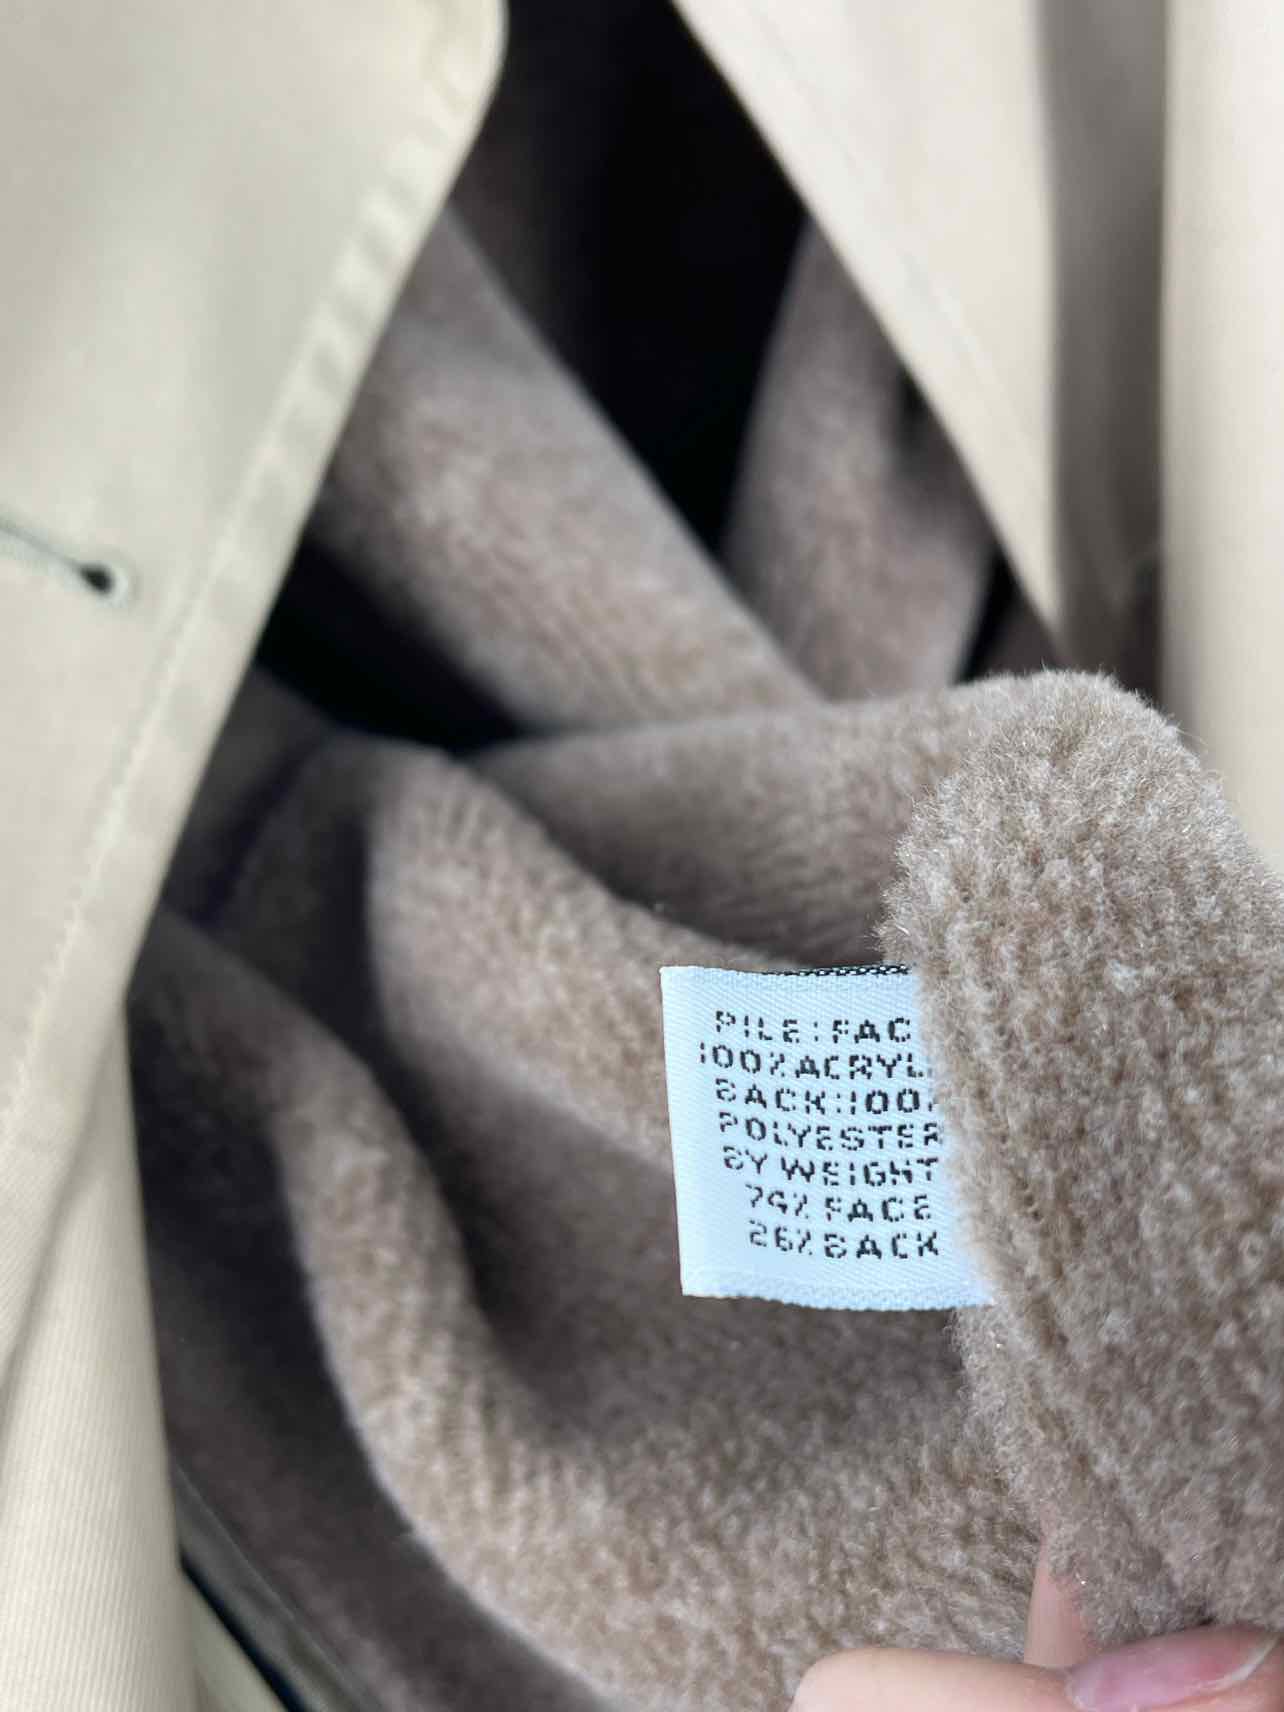 PILE:FAC
100%ACRYL
BACK:100%
POLYESTER
BY WEIGHT
74% FACE
26% BACK